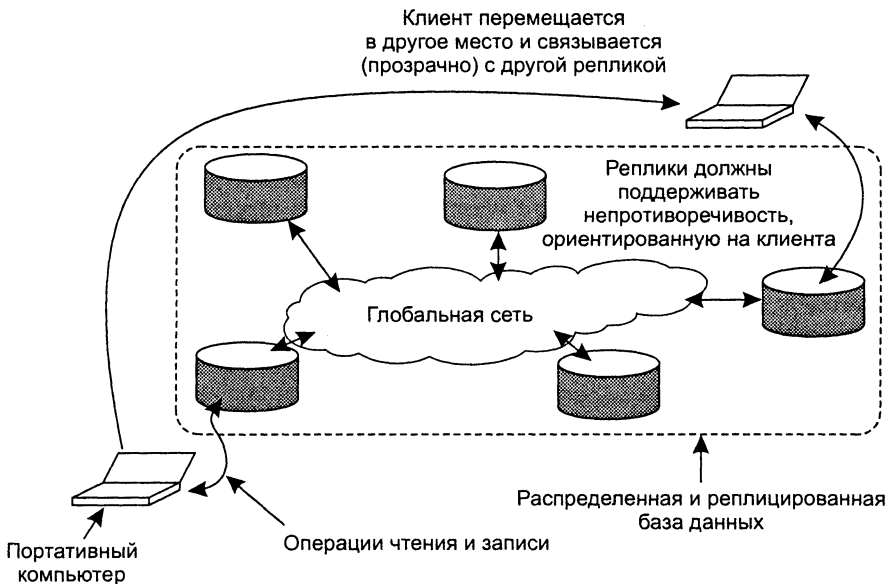 Клиент перемещается
в другое место и связывается
(прозрачно) с другой репликой
Реплики должны
поддерживать
непротиворечивость,
ориентированную на клиента
Глобальная сеть
Распределенная и реплицированная
база данных
Операции чтения и записи
Портативный
компьютер